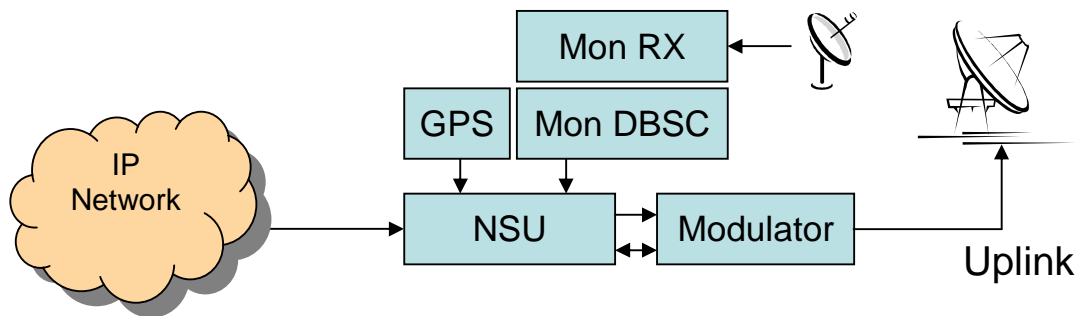 Mon RX
GPS
Mon DBSC
IP
Network
NSU
Modulator
Uplink